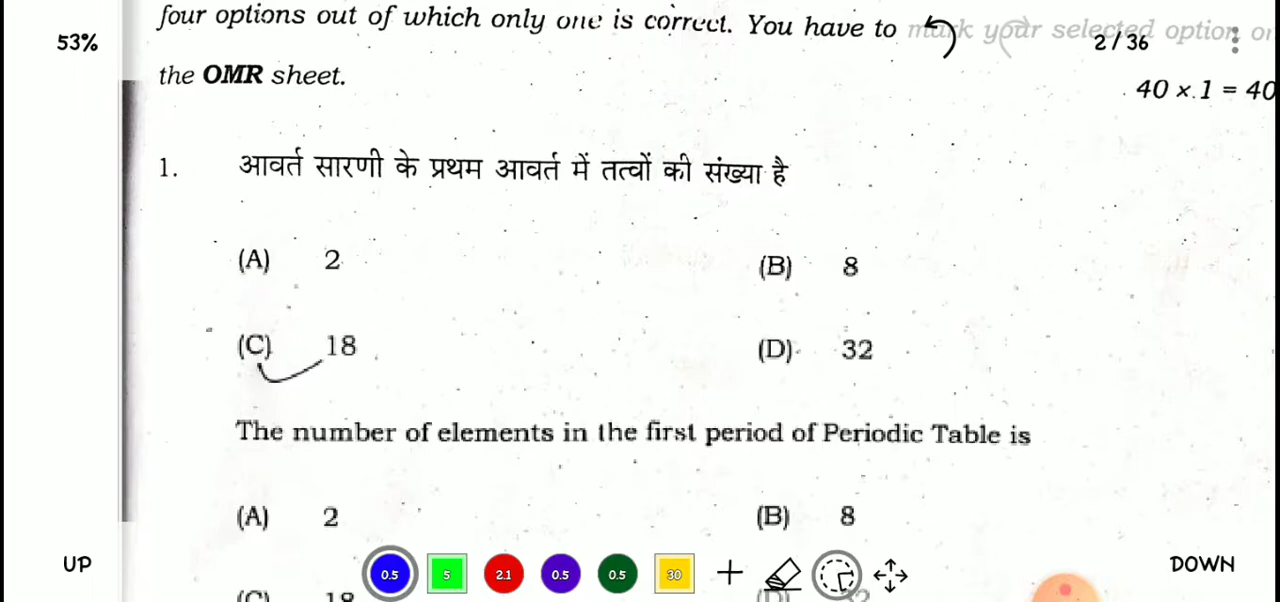 four options out of which only one is correct. You have to mark your selected option on
53%
2 / 36
the OMR sheet.
40 × 1 = 40
1. आवर्त सारणी के प्रथम आवर्त में तत्वों की संख्या है
(A) 2 (B) 8
(C) 18 (D) 32
The number of elements in the first period of Periodic Table is
(A) 2 (B) 8
UP
0.5 5 2.1 0.5 0.5 30
DOWN
(C) 18 (D) 32